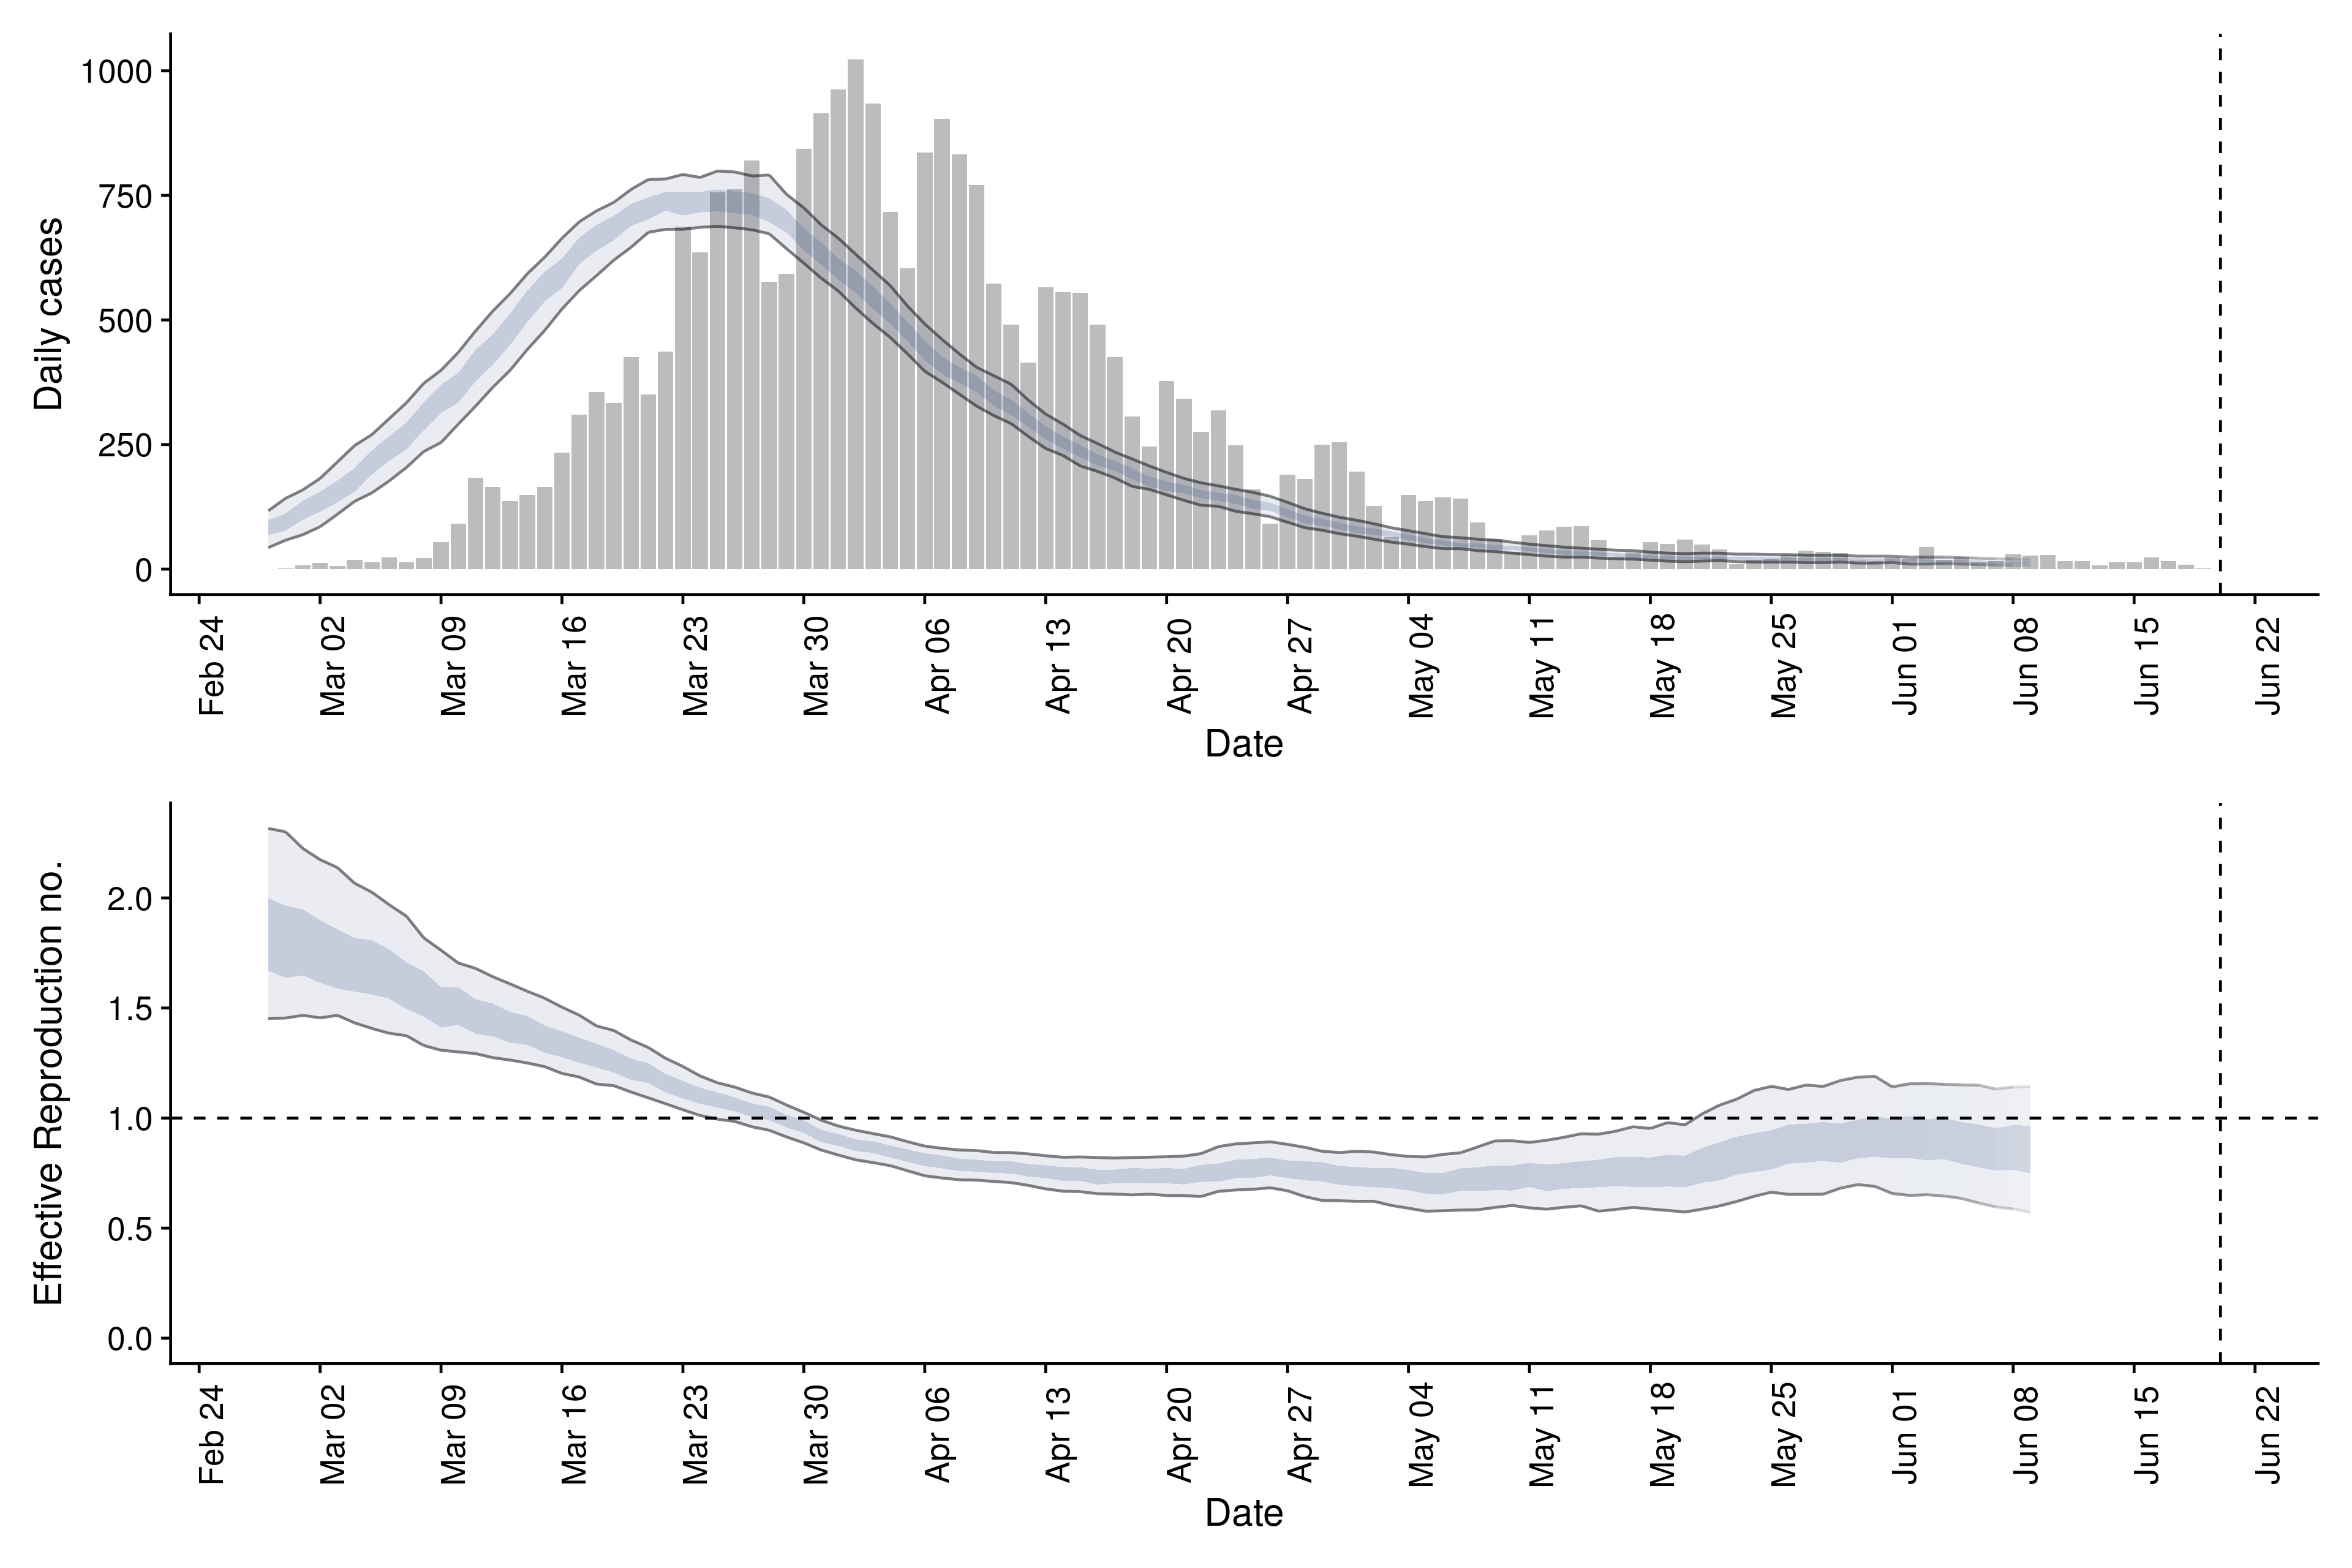 Daily cases
1000
750
500
250
0
Feb 24 Mar 02 Mar 09 Mar 16 Mar 23 Mar 30 Apr 06 Apr 13 Apr 20 Apr 27 May 04 May 11 May 18 May 25 Jun 01 Jun 08 Jun 15 Jun 22
Date
Effective Reproduction no.
2.0
1.5
1.0
0.5
0.0
Feb 24 Mar 02 Mar 09 Mar 16 Mar 23 Mar 30 Apr 06 Apr 13 Apr 20 Apr 27 May 04 May 11 May 18 May 25 Jun 01 Jun 08 Jun 15 Jun 22
Date